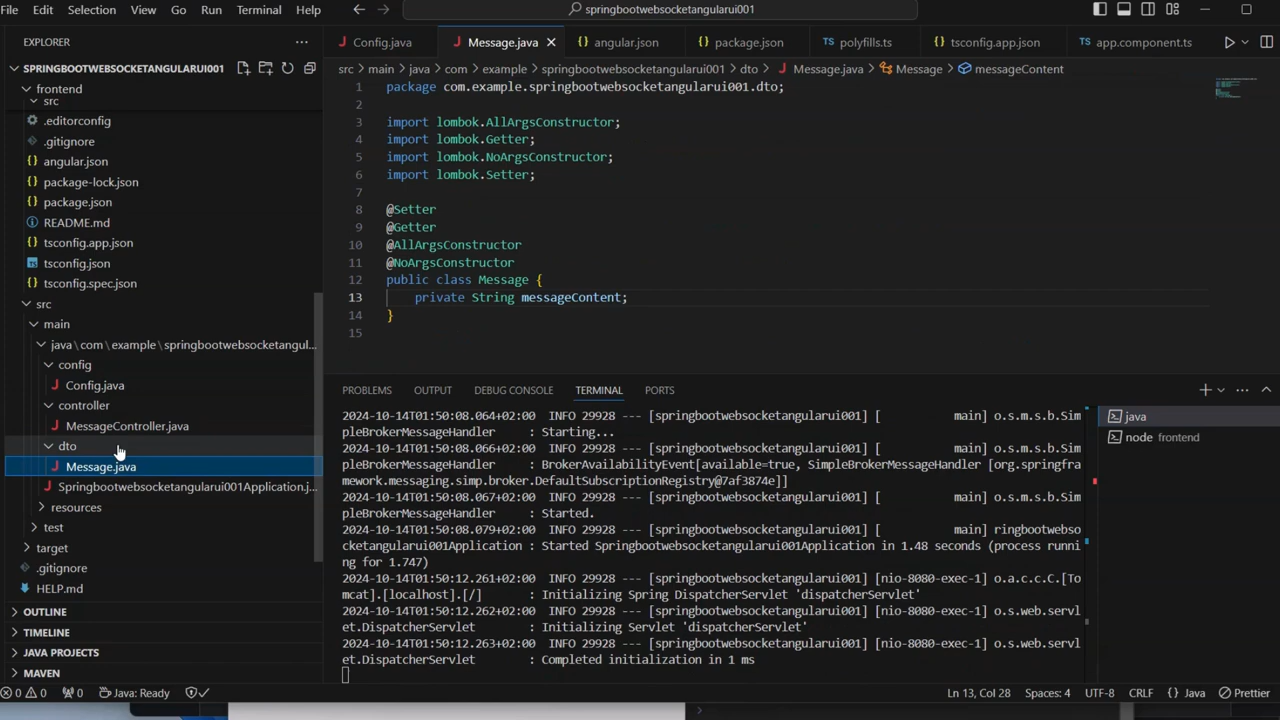 File Edit Selection View Go Run Terminal Help
springbootwebsocketangularui001
EXPLORER
SPRINGBOOTWEBSOCKETANGULARUI001
frontend
src
.editorconfig
.gitignore
angular.json
package-lock.json
package.json
README.md
tsconfig.app.json
tsconfig.json
tsconfig.spec.json
src
main
java\com\example\springbootwebsocketangul...
config
Config.java
controller
MessageController.java
dto
Message.java
Springbootwebsocketangularui001Application.j...
resources
test
target
.gitignore
HELP.md
OUTLINE
TIMELINE
JAVA PROJECTS
MAVEN
Config.java Message.java angular.json package.json polyfills.ts tsconfig.app.json app.component.ts
src > main > java > com > example > springbootwebsocketangularui001 > dto > Message.java > Message > messageContent
1 package com.example.springbootwebsocketangularui001.dto;
2
3 import lombok.AllArgsConstructor;
4 import lombok.Getter;
5 import lombok.NoArgsConstructor;
6 import lombok.Setter;
7
8 @Setter
9 @Getter
10 @AllArgsConstructor
11 @NoArgsConstructor
12 public class Message {
13 private String messageContent;
14 }
15
PROBLEMS OUTPUT DEBUG CONSOLE TERMINAL PORTS
2024-10-14T01:50:08.064+02:00 INFO 29928 --- [springbootwebsocketangularui001] [ main] o.s.m.s.b.Sim
pleBrokerMessageHandler : Starting...
2024-10-14T01:50:08.066+02:00 INFO 29928 --- [springbootwebsocketangularui001] [ main] o.s.m.s.b.Sim
pleBrokerMessageHandler : BrokerAvailabilityEvent[available=true, SimpleBrokerMessageHandler [org.springfra
mework.messaging.simp.broker.DefaultSubscriptionRegistry@7af3874e]]
2024-10-14T01:50:08.067+02:00 INFO 29928 --- [springbootwebsocketangularui001] [ main] o.s.m.s.b.Sim
pleBrokerMessageHandler : Started.
2024-10-14T01:50:08.079+02:00 INFO 29928 --- [springbootwebsocketangularui001] [ main] ringbootwebso
cketangularui001Application : Started Springbootwebsocketangularui001Application in 1.48 seconds (process runni
ng for 1.747)
2024-10-14T01:50:12.261+02:00 INFO 29928 --- [springbootwebsocketangularui001] [nio-8080-exec-1] o.a.c.c.C.[To
mcat].[localhost].[/] : Initializing Spring DispatcherServlet 'dispatcherServlet'
2024-10-14T01:50:12.262+02:00 INFO 29928 --- [springbootwebsocketangularui001] [nio-8080-exec-1] o.s.web.servl
et.DispatcherServlet : Initializing Servlet 'dispatcherServlet'
2024-10-14T01:50:12.263+02:00 INFO 29928 --- [springbootwebsocketangularui001] [nio-8080-exec-1] o.s.web.servl
et.DispatcherServlet : Completed initialization in 1 ms
java
node frontend
0 0 0 Java: Ready Ln 13, Col 28 Spaces: 4 UTF-8 CRLF {} Java Prettier